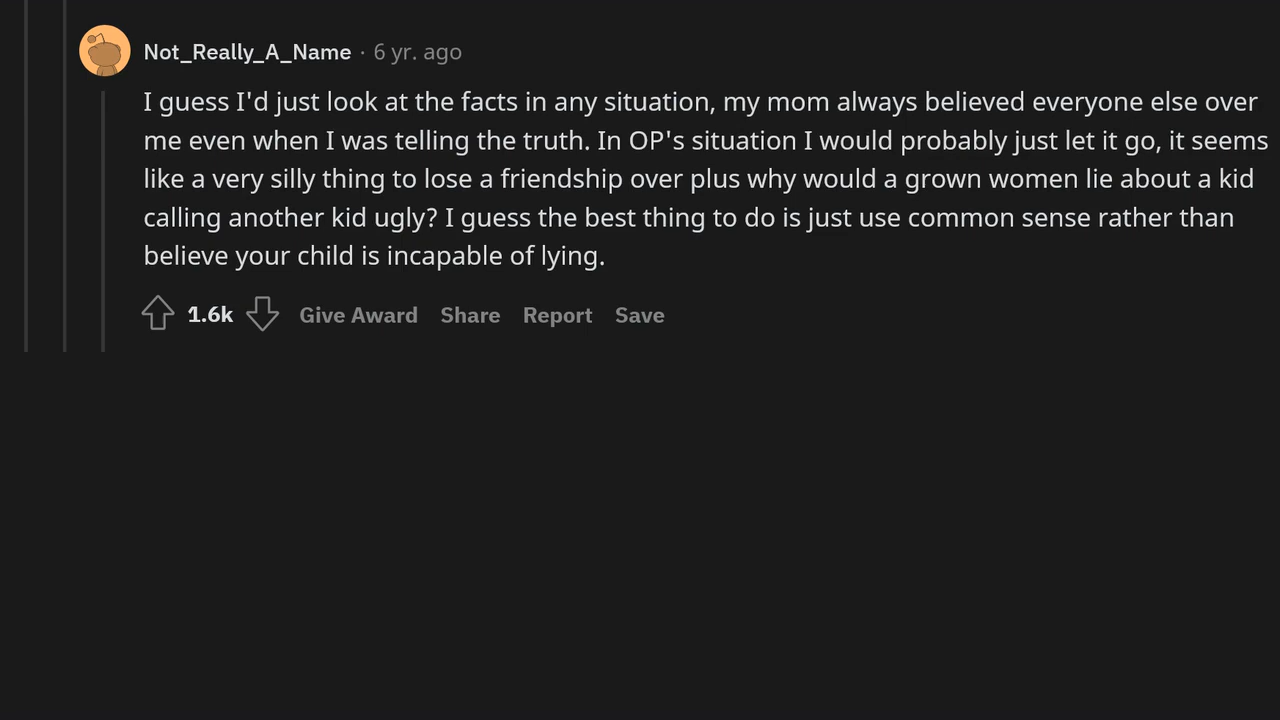 Not_Really_A_Name · 6 yr. ago
I guess I'd just look at the facts in any situation, my mom always believed everyone else over
me even when I was telling the truth. In OP's situation I would probably just let it go, it seems
like a very silly thing to lose a friendship over plus why would a grown women lie about a kid
calling another kid ugly? I guess the best thing to do is just use common sense rather than
believe your child is incapable of lying.
1.6k Give Award Share Report Save